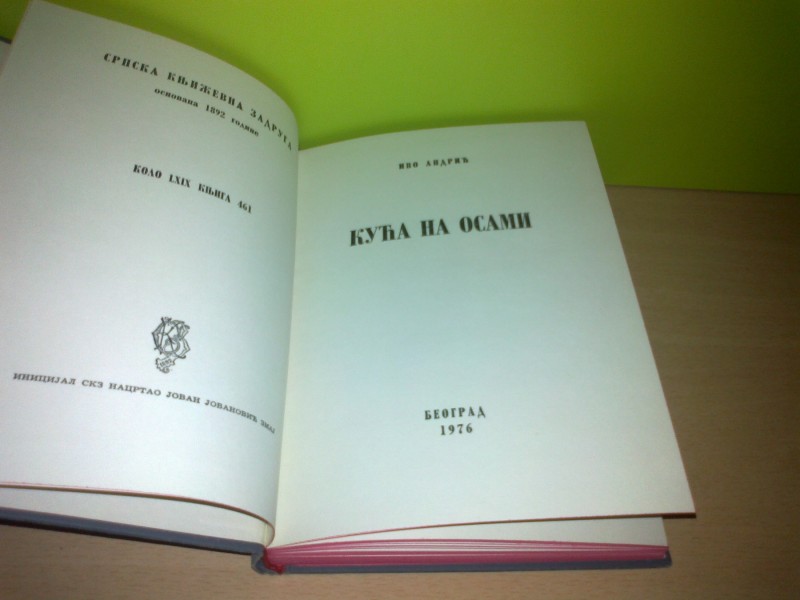 СРПСКА КЊИЖЕВНА ЗАДРУГА
основана 1892 године
КОЛО LXIX КЊИГА 461
ИНИЦИЈАЛ СКЗ НАЦРТАО ЈОВАН ЈОВАНОВИЋ ЗМАЈ
ИВО АНДРИЋ
КУЋА НА ОСАМИ
БЕОГРАД
1976